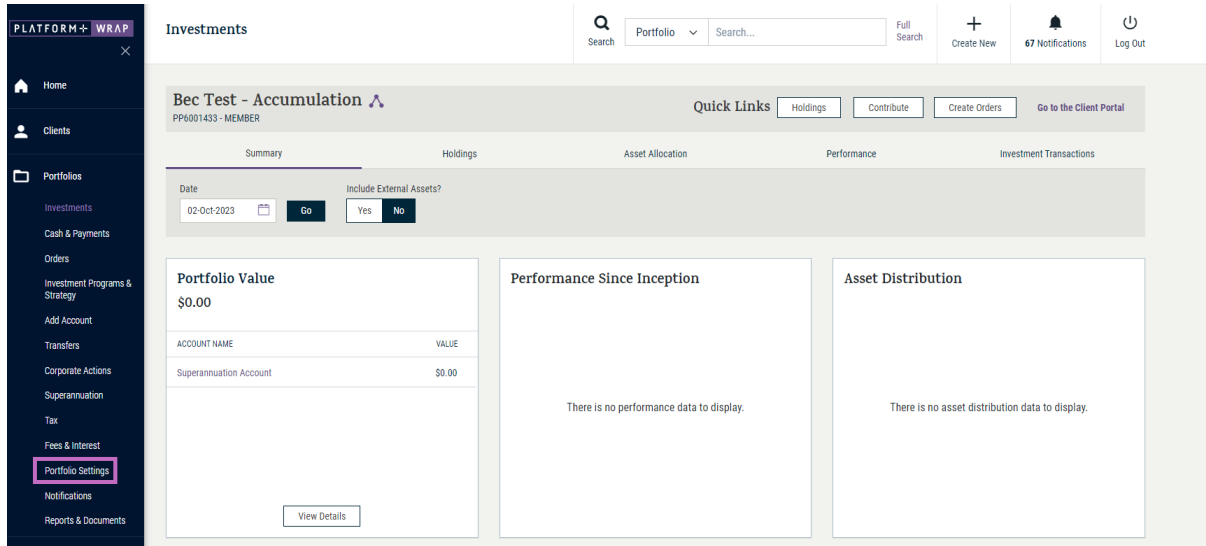 PLATFORM+ WRAP
Home
Clients
Portfolios
Investments
Cash & Payments
Orders
Investment Programs &
Strategy
Add Account
Transfers
Corporate Actions
Superannuation
Tax
Fees & Interest
Portfolio Settings
Notifications
Reports & Documents
Investments
Search
Portfolio
Search...
Full
Search
Create New
67 Notifications
Log Out
Bec Test - Accumulation
PP6001433 - MEMBER
Quick Links
Holdings
Contribute
Create Orders
Go to the Client Portal
Summary
Holdings
Asset Allocation
Performance
Investment Transactions
Date
02-Oct-2023
Go
Include External Assets?
Yes
No
Portfolio Value
$0.00
ACCOUNT NAME VALUE
Superannuation Account $0.00
View Details
Performance Since Inception
There is no performance data to display.
Asset Distribution
There is no asset distribution data to display.